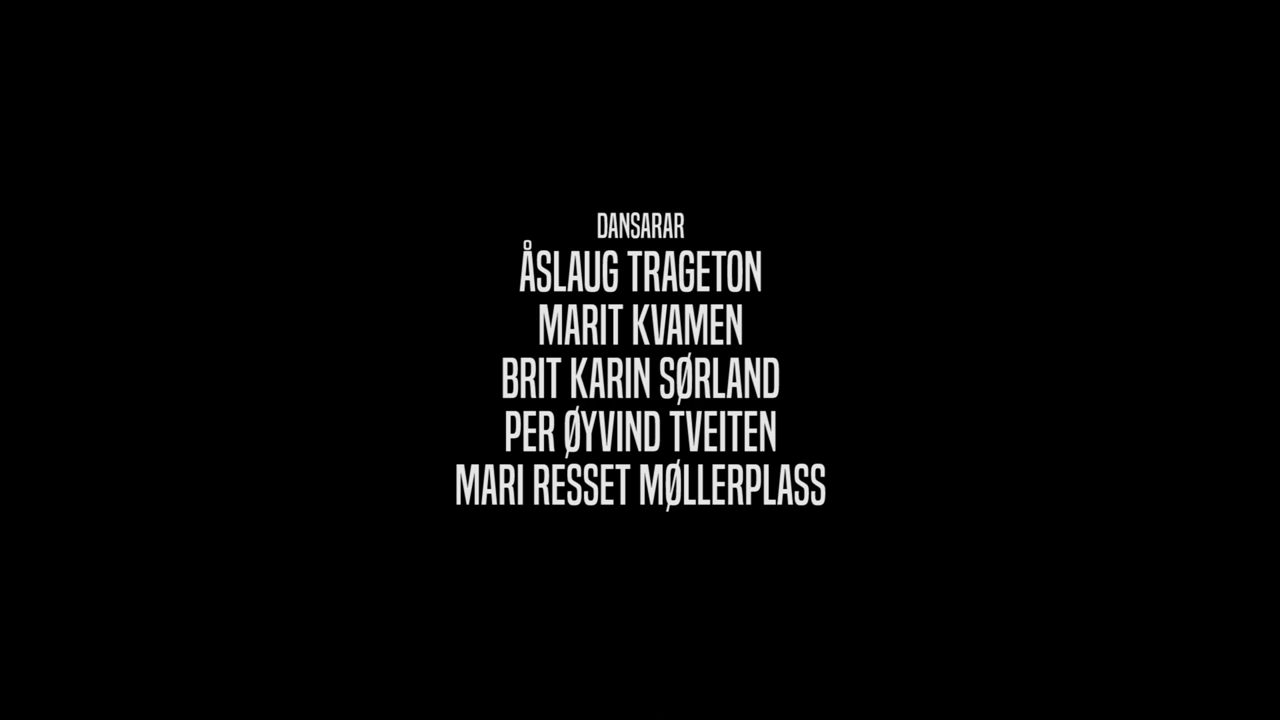 DANSARAR
ÅSLAUG TRAGETON
MARIT KVAMEN
BRIT KARIN SØRLAND
PER ØYVIND TVEITEN
MARI RESSET MØLLERPLASS